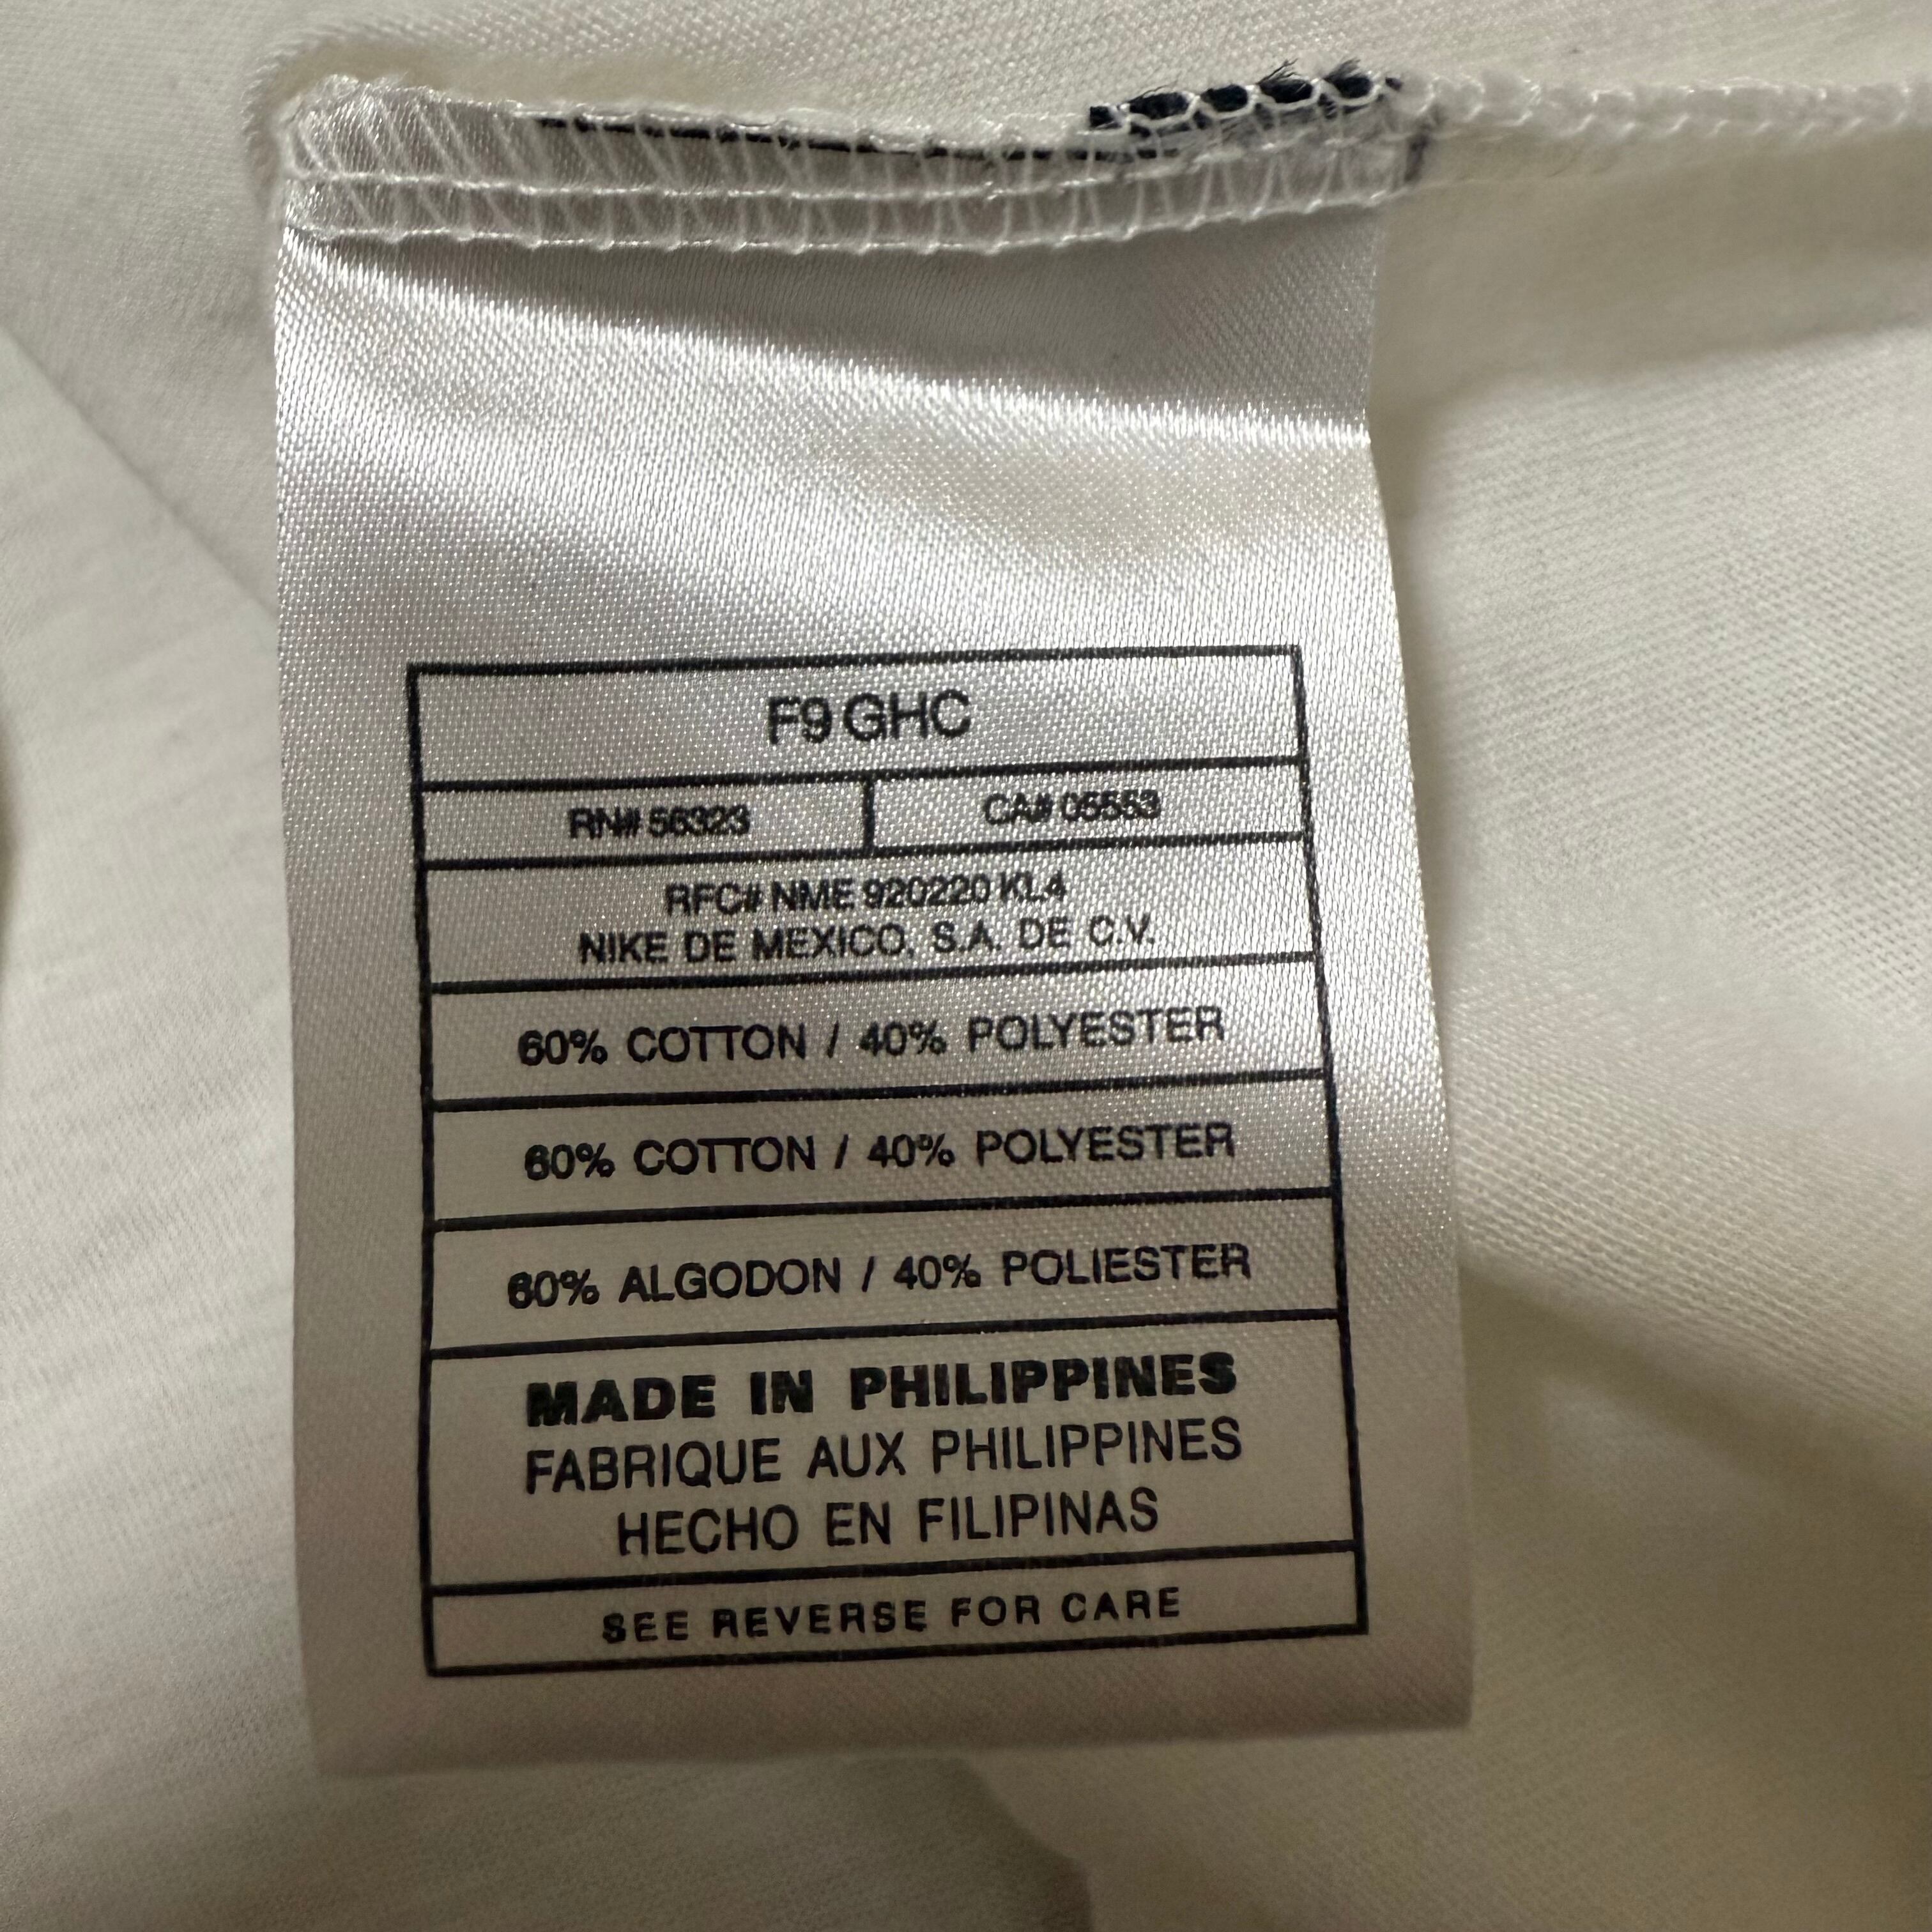 F9 GHC
RN# 56323
CA# 05553
RFC# NME 920220 KL4
NIKE DE MEXICO, S.A. DE C.V.
60% COTTON / 40% POLYESTER
60% COTTON / 40% POLYESTER
60% ALGODON / 40% POLIESTER
MADE IN PHILIPPINES
FABRIQUE AUX PHILIPPINES
HECHO EN FILIPINAS
SEE REVERSE FOR CARE